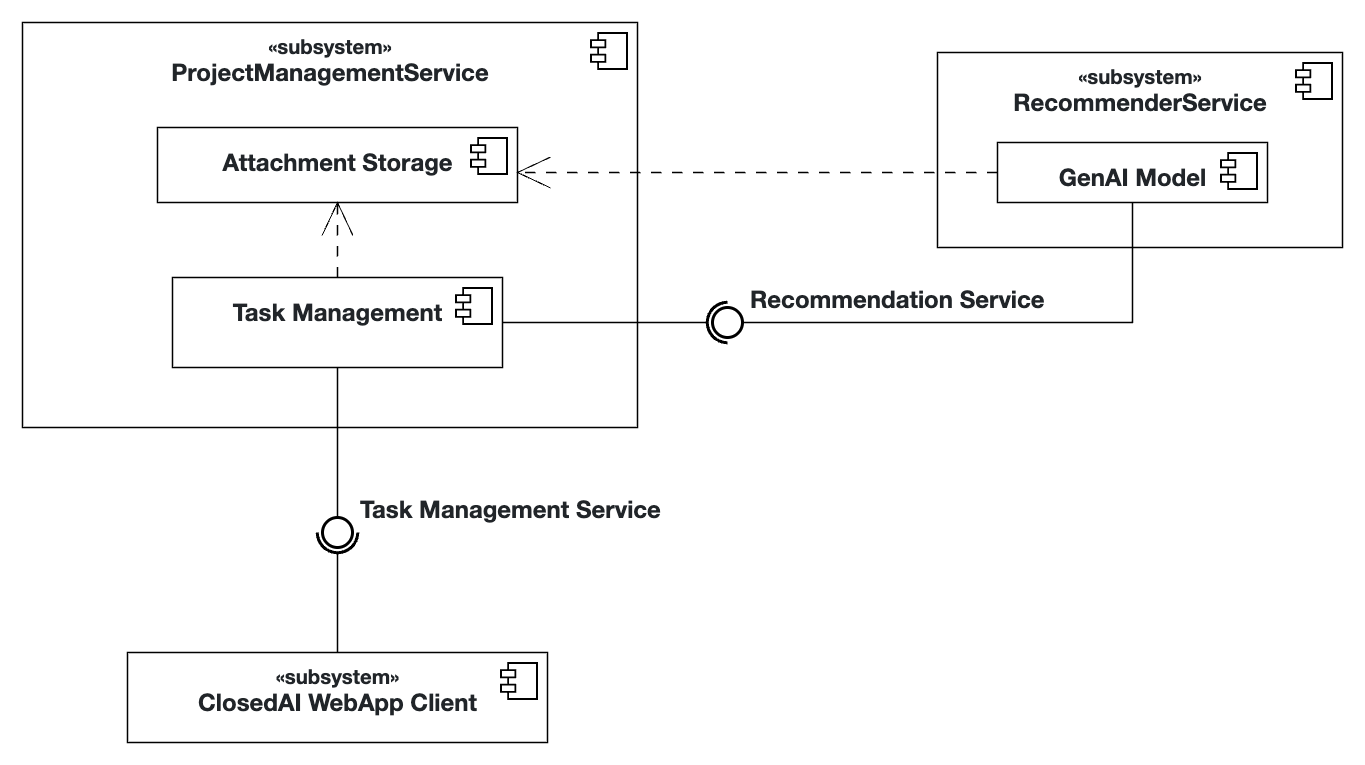 «subsystem»
ProjectManagementService
Attachment Storage
Task Management
«subsystem»
RecommenderService
GenAI Model
Recommendation Service
Task Management Service
«subsystem»
ClosedAI WebApp Client